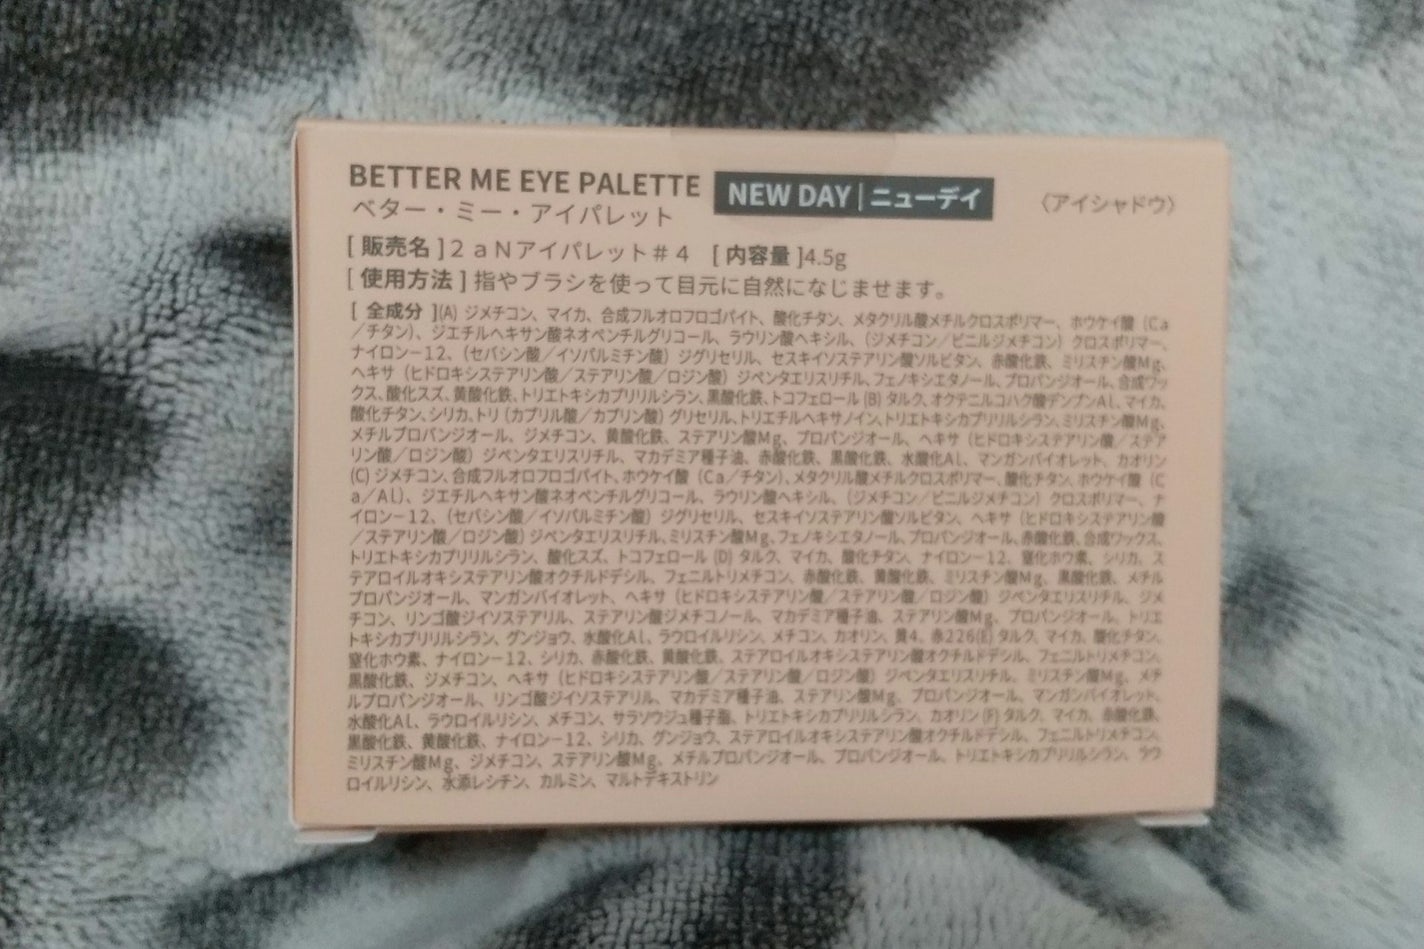 BETTER ME EYE PALETTE NEW DAY|ニューデイ 〈アイシャドウ〉
ベター・ミー・アイパレット
[ 販売名 ]２ａＮアイパレット＃４ [ 内容量 ]4.5g
[ 使用方法 ] 指やブラシを使って目元に自然になじませます。
[ 全成分 ](A) ジメチコン、マイカ、合成フルオロフロゴパイト、酸化チタン、メタクリル酸メチルクロスポリマー、ホウケイ酸（Ca
／チタン）、ジエチルヘキサン酸ネオペンチルグリコール、ラウリン酸ヘキシル、（ジメチコン／ビニルジメチコン）クロスポリマー、
ナイロン－12、（セバシン酸／イソパルミチン酸）ジグリセリル、セスキイソステアリン酸ソルビタン、赤酸化鉄、ミリスチン酸Mg、
ヘキサ（ヒドロキシステアリン酸／ステアリン酸／ロジン酸）ジペンタエリスリチル、フェノキシエタノール、プロパンジオール、合成ワッ
クス、酸化スズ、黄酸化鉄、トリエトキシカプリリルシラン、黒酸化鉄、トコフェロール (B) タルク、オクテニルコハク酸デンプンAl、マイカ、
酸化チタン、シリカ、トリ（カプリル酸／カプリン酸）グリセリル、トリエチルヘキサノイン、トリエトキシカプリリルシラン、ミリスチン酸Mg、
メチルプロパンジオール、ジメチコン、黄酸化鉄、ステアリン酸Mg、プロパンジオール、ヘキサ（ヒドロキシステアリン酸／ステア
リン酸／ロジン酸）ジペンタエリスリチル、マカデミア種子油、赤酸化鉄、黒酸化鉄、水酸化Al、マンガンバイオレット、カオリン
(C) ジメチコン、合成フルオロフロゴパイト、ホウケイ酸（Ca／チタン）、メタクリル酸メチルクロスポリマー、酸化チタン、ホウケイ酸（C
a／Al）、ジエチルヘキサン酸ネオペンチルグリコール、ラウリン酸ヘキシル、（ジメチコン／ビニルジメチコン）クロスポリマー、ナ
イロン－12、（セバシン酸／イソパルミチン酸）ジグリセリル、セスキイソステアリン酸ソルビタン、ヘキサ（ヒドロキシステアリン酸
／ステアリン酸／ロジン酸）ジペンタエリスリチル、ミリスチン酸Mg、フェノキシエタノール、プロパンジオール、赤酸化鉄、合成ワックス、
トリエトキシカプリリルシラン、酸化スズ、トコフェロール (D) タルク、マイカ、酸化チタン、ナイロン－12、窒化ホウ素、シリカ、ス
テアロイルオキシステアリン酸オクチルドデシル、フェニルトリメチコン、赤酸化鉄、黄酸化鉄、ミリスチン酸Mg、黒酸化鉄、メチル
プロパンジオール、マンガンバイオレット、ヘキサ（ヒドロキシステアリン酸／ステアリン酸／ロジン酸）ジペンタエリスリチル、ジメ
チコン、リンゴ酸ジイソステアリル、ステアリン酸ジメチコノール、マカデミア種子油、ステアリン酸Mg、プロパンジオール、トリエ
トキシカプリリルシラン、グンジョウ、水酸化Al、ラウロイルリシン、メチコン、カオリン、黄4、赤226(E) タルク、マイカ、酸化チタン、
窒化ホウ素、ナイロン－12、シリカ、赤酸化鉄、黄酸化鉄、ステアロイルオキシステアリン酸オクチルドデシル、フェニルトリメチコン、
黒酸化鉄、ジメチコン、ヘキサ（ヒドロキシステアリン酸／ステアリン酸／ロジン酸）ジペンタエリスリチル、ミリスチン酸Mg、メチ
ルプロパンジオール、リンゴ酸ジイソステアリル、マカデミア種子油、ステアリン酸Mg、プロパンジオール、マンガンバイオレット、
水酸化Al、ラウロイルリシン、メチコン、サラソウジュ種子脂、トリエトキシカプリリルシラン、カオリン (F) タルク、マイカ、赤酸化鉄、
黒酸化鉄、黄酸化鉄、ナイロン－12、シリカ、グンジョウ、ステアロイルオキシステアリン酸オクチルドデシル、フェニルトリメチコン、
ミリスチン酸Mg、ジメチコン、ステアリン酸Mg、メチルプロパンジオール、プロパンジオール、トリエトキシカプリリルシラン、ラウ
ロイルリシン、水添レシチン、カルミン、マルトデキストリン